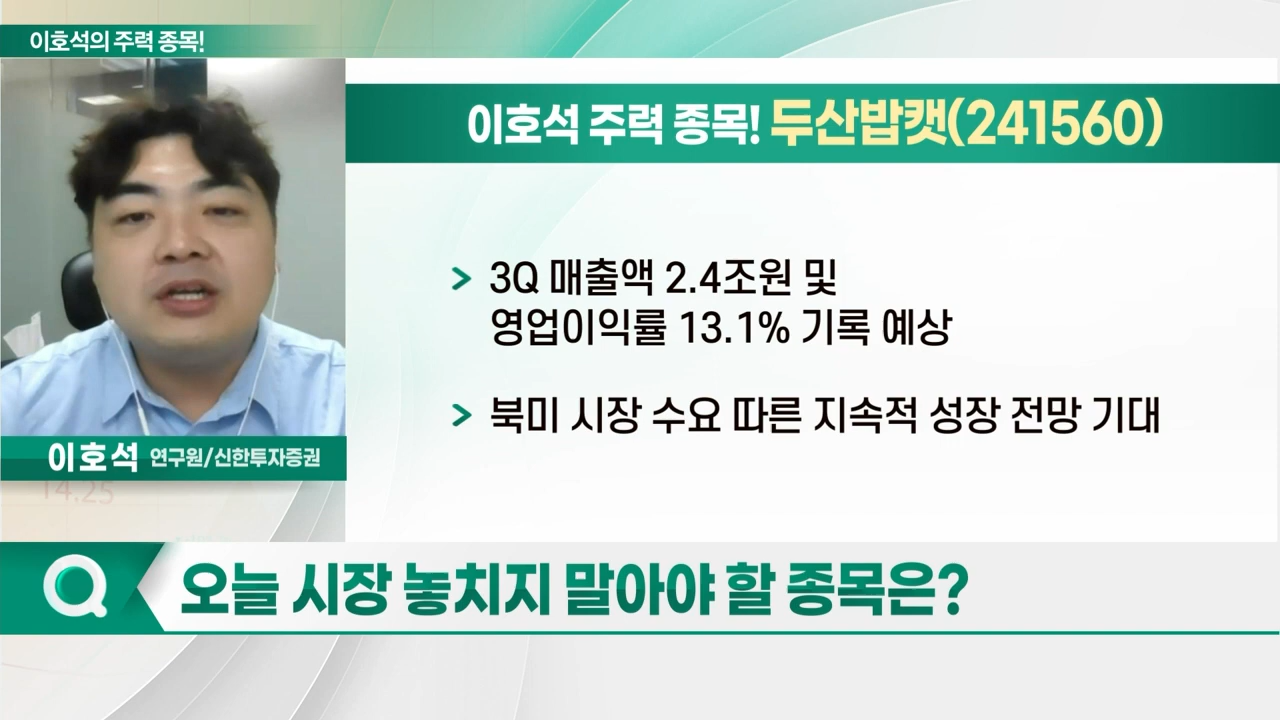 이호석의 주력 종목!
이호석 주력 종목! 두산밥캣(241560)
> 3Q 매출액 2.4조원 및
영업이익률 13.1% 기록 예상
> 북미 시장 수요 따른 지속적 성장 전망 기대
이호석 연구원/신한투자증권
14.25
Q 오늘 시장 놓치지 말아야 할 종목은?